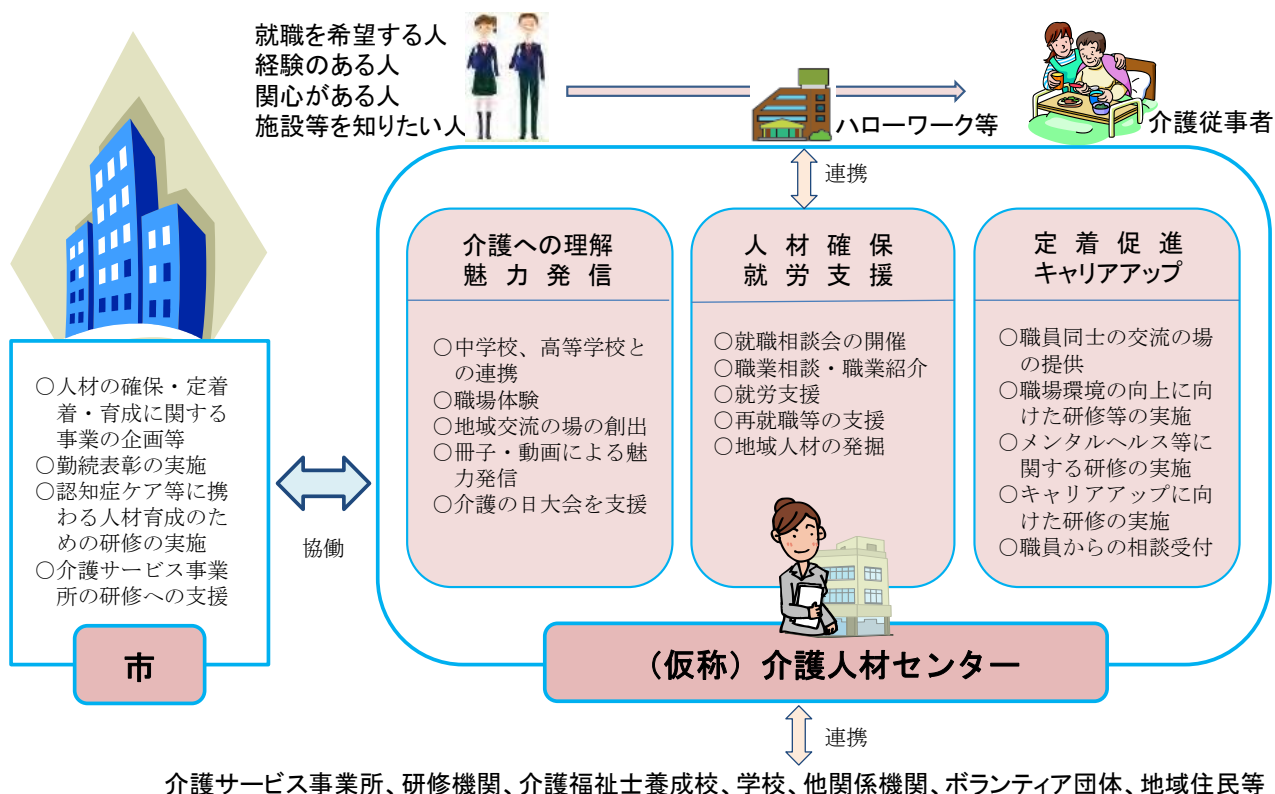 就職を希望する人
経験のある人
関心がある人
施設等を知りたい人
ハローワーク等
介護従事者
連携
介護への理解
魅力発信
○中学校、高等学校と
の連携
○職場体験
○地域交流の場の創出
○冊子・動画による魅
力発信
○介護の日大会を支援
人材確保
就労支援
○就職相談会の開催
○職業相談・職業紹介
○就労支援
○再就職等の支援
○地域人材の発掘
定着促進
キャリアアップ
○職員同士の交流の場
の提供
○職場環境の向上に向
けた研修等の実施
○メンタルヘルス等に
関する研修の実施
○キャリアアップに向
けた研修の実施
○職員からの相談受付
○人材の確保・定着
着・育成に関する
事業の企画等
○勤続表彰の実施
○認知症ケア等に携
わる人材育成のた
めの研修の実施
○介護サービス事業
所の研修への支援
市
協働
（仮称）介護人材センター
連携
介護サービス事業所、研修機関、介護福祉士養成校、学校、他関係機関、ボランティア団体、地域住民等